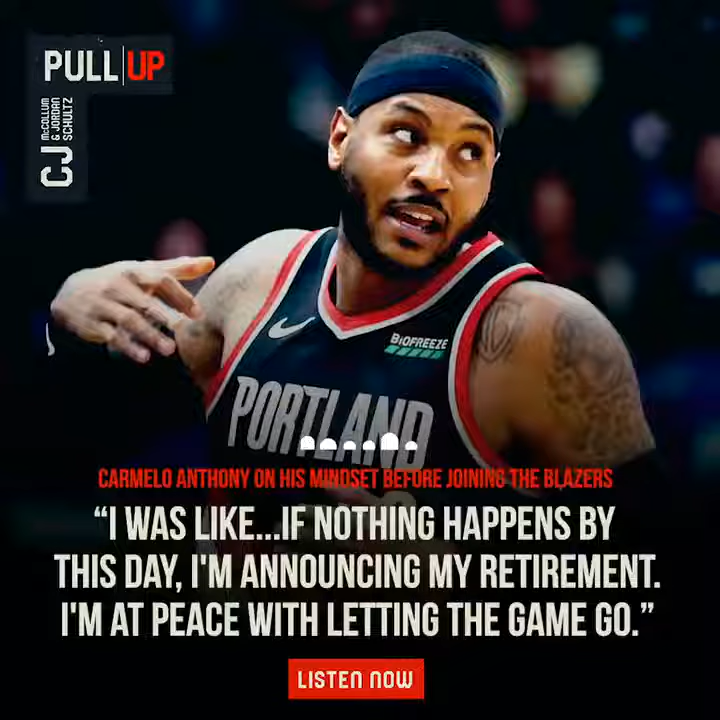 PULL|UP
CJ McCOLLUM
& JORDAN
SCHULTZ
BIOFREEZE
PORTLAND
CARMELO ANTHONY ON HIS MINDSET BEFORE JOINING THE BLAZERS
“I WAS LIKE...IF NOTHING HAPPENS BY
THIS DAY, I'M ANNOUNCING MY RETIREMENT.
I'M AT PEACE WITH LETTING THE GAME GO.”
LISTEN NOW